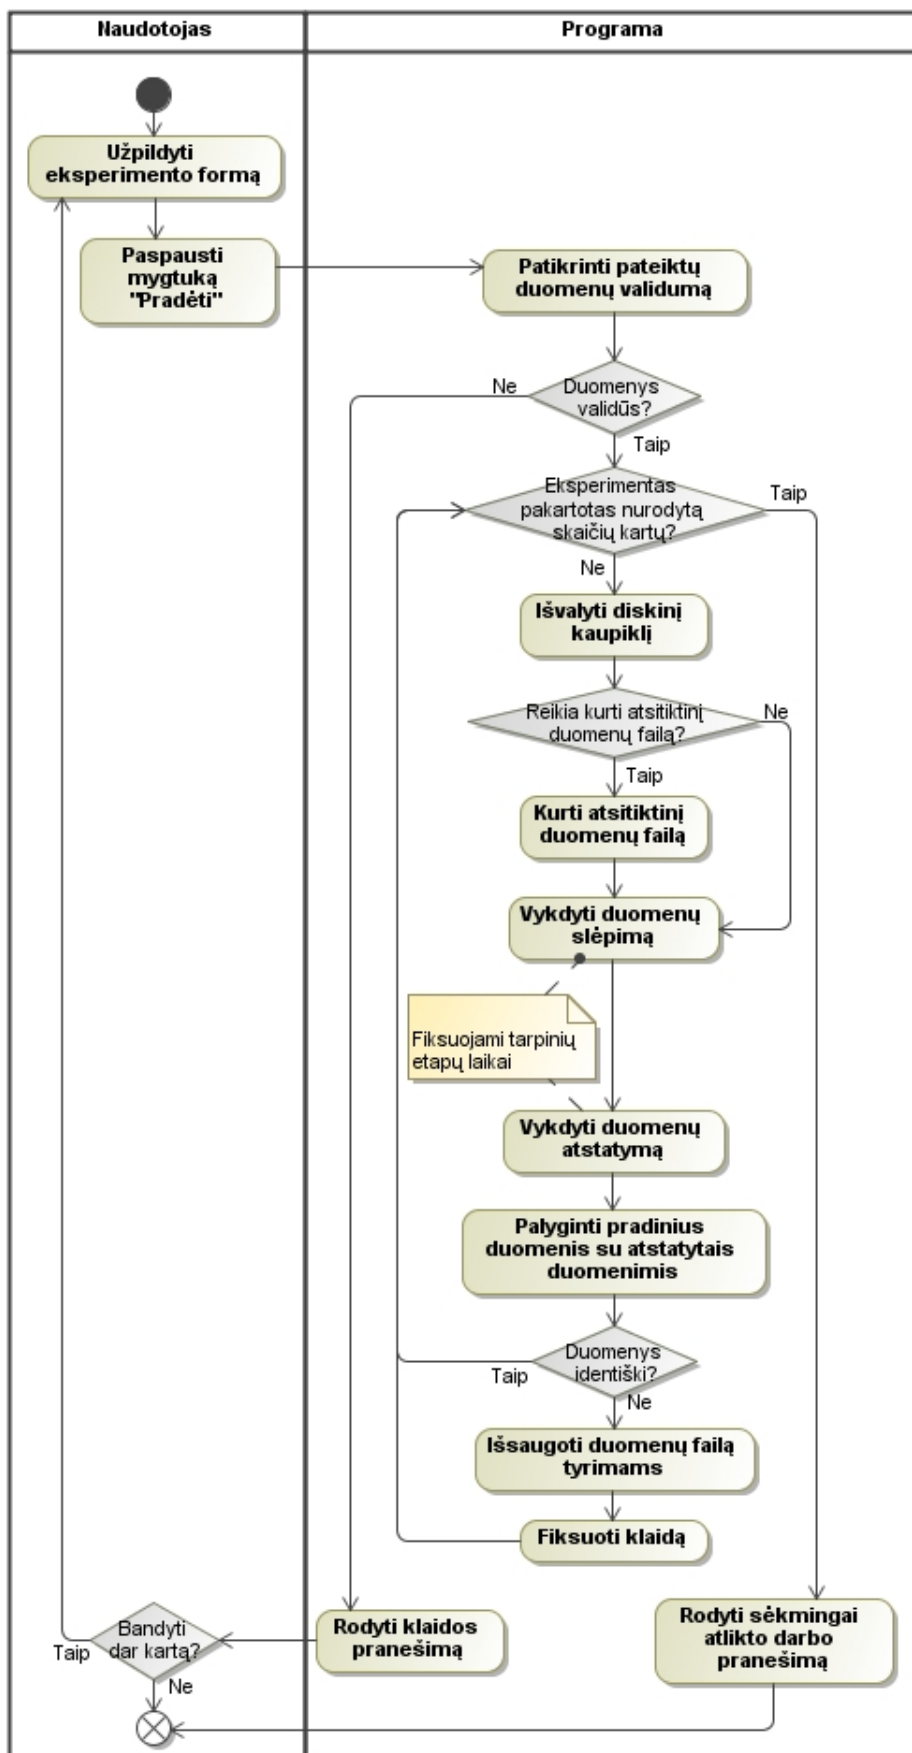 Naudotojas
Programa
Užpildyti
eksperimento formą
Paspausti
mygtuką
"Pradėti"
Patikrinti pateiktų
duomenų validumą
Duomenys
validūs?
Ne
Taip
Eksperimentas
pakartotas nurodytą
skaičių kartų?
Taip
Ne
Išvalyti diskinį
kaupiklį
Reikia kurti atsitiktinį
duomenų failą?
Ne
Taip
Kurti atsitiktinį
duomenų failą
Vykdyti duomenų
slėpimą
Fiksuojami tarpinių
etapų laikai
Vykdyti duomenų
atstatymą
Palyginti pradinius
duomenis su atstatytais
duomenimis
Duomenys
identiški?
Taip
Ne
Išsaugoti duomenų failą
tyrimams
Fiksuoti klaidą
Bandyti
dar kartą?
Taip
Ne
Rodyti klaidos
pranešimą
Rodyti sėkmingai
atlikto darbo
pranešimą